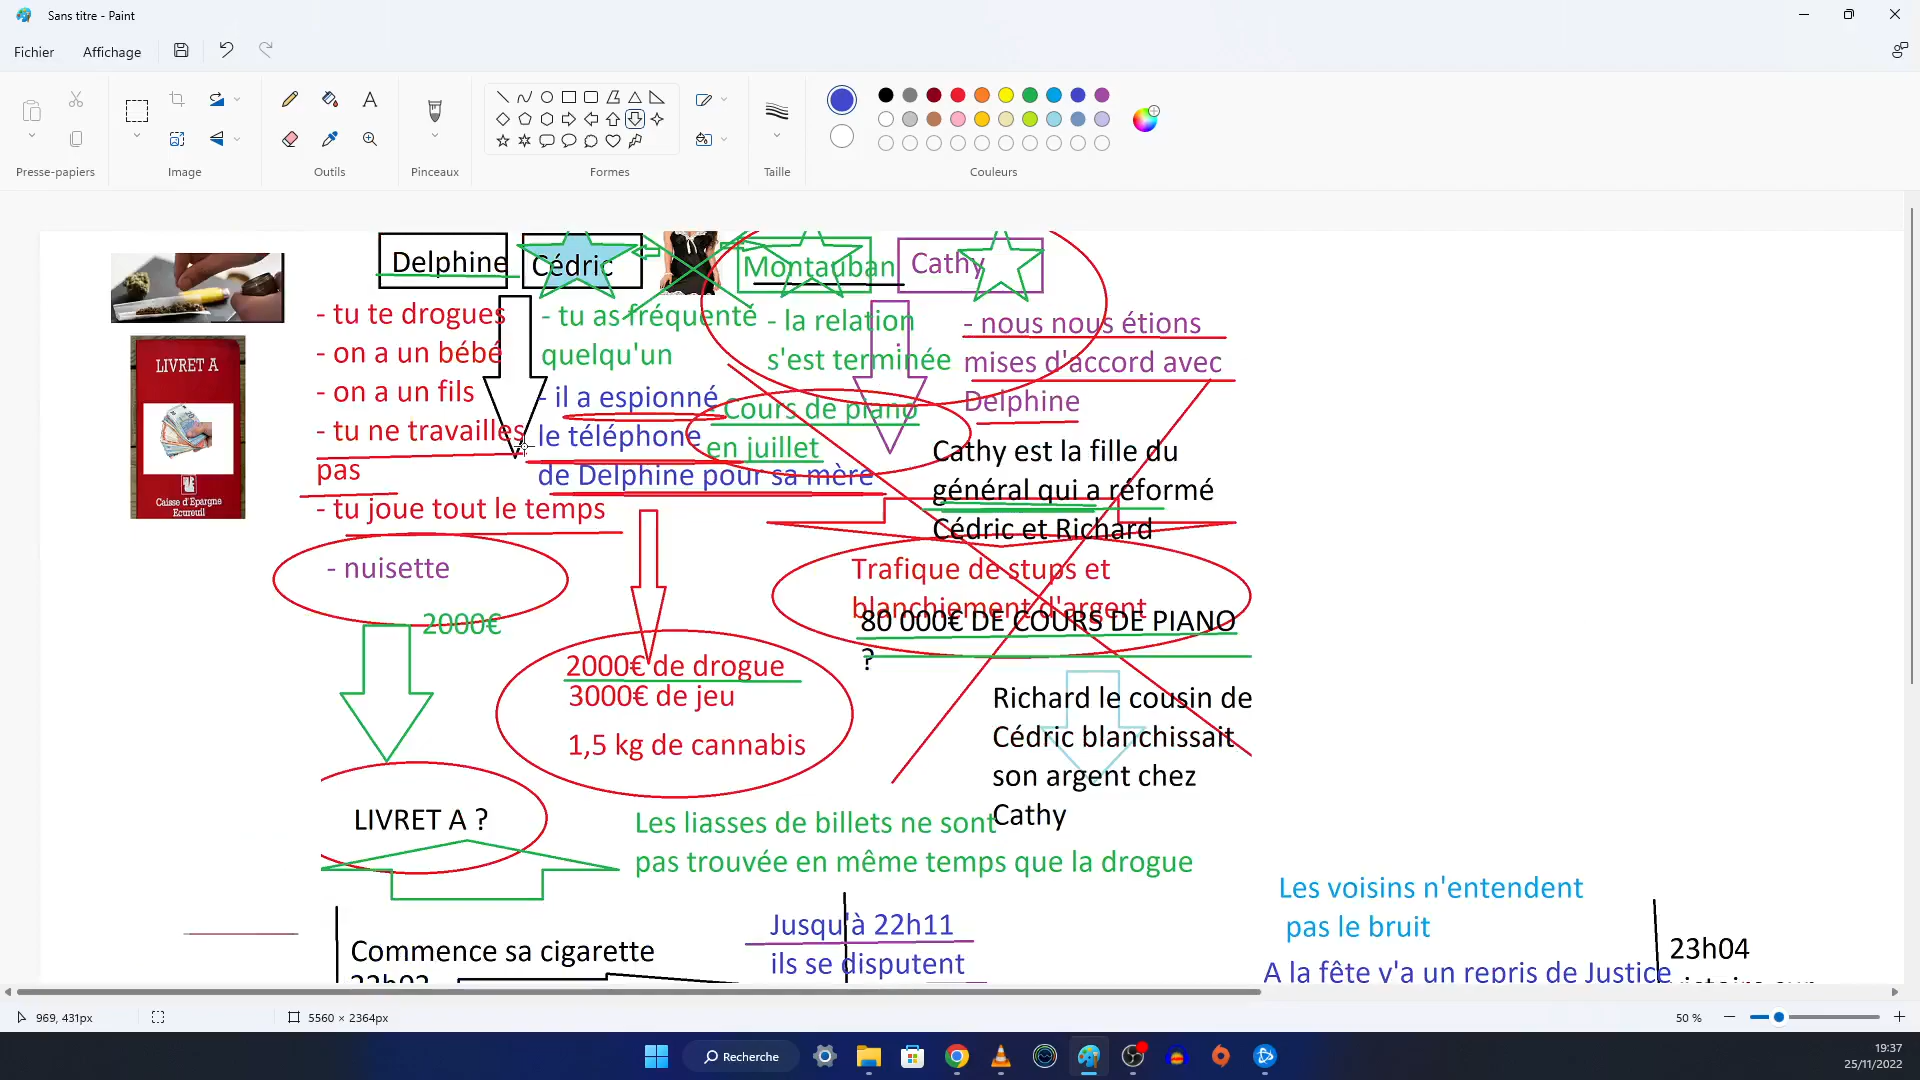 Sans titre - Paint
Fichier
Affichage
Presse-papiers
Image
Outils
Pinceaux
Formes
Taille
Couleurs
Delphine
Cédric
Montauban
Cathy
LIVRET A
Caisse d'Epargne
Ecureuil
- tu te drogues
- on a un bébé
- on a un fils
- tu ne travailles
pas
- tu joue tout le temps
- tu as fréquenté
quelqu'un
- il a espionné
le téléphone
de Delphine pour sa mère
- la relation
s'est terminée
Cours de piano
en juillet
- nous nous étions
mises d'accord avec
Delphine
Cathy est la fille du
général qui a réformé
Cédric et Richard
- nuisette
2000€
Trafique de stups et
blanchiement d'argent
80 000€ DE COURS DE PIANO
?
2000€ de drogue
3000€ de jeu
1,5 kg de cannabis
Richard le cousin de
Cédric blanchissait
son argent chez
Cathy
LIVRET A ?
Les liasses de billets ne sont
pas trouvée en même temps que la drogue
Les voisins n'entendent
pas le bruit
Commence sa cigarette
Jusqu'à 22h11
ils se disputent
A la fête y'a un repris de Justice
23h04
969, 431px
5560 × 2364px
50 %
Recherche
19:37
25/11/2022